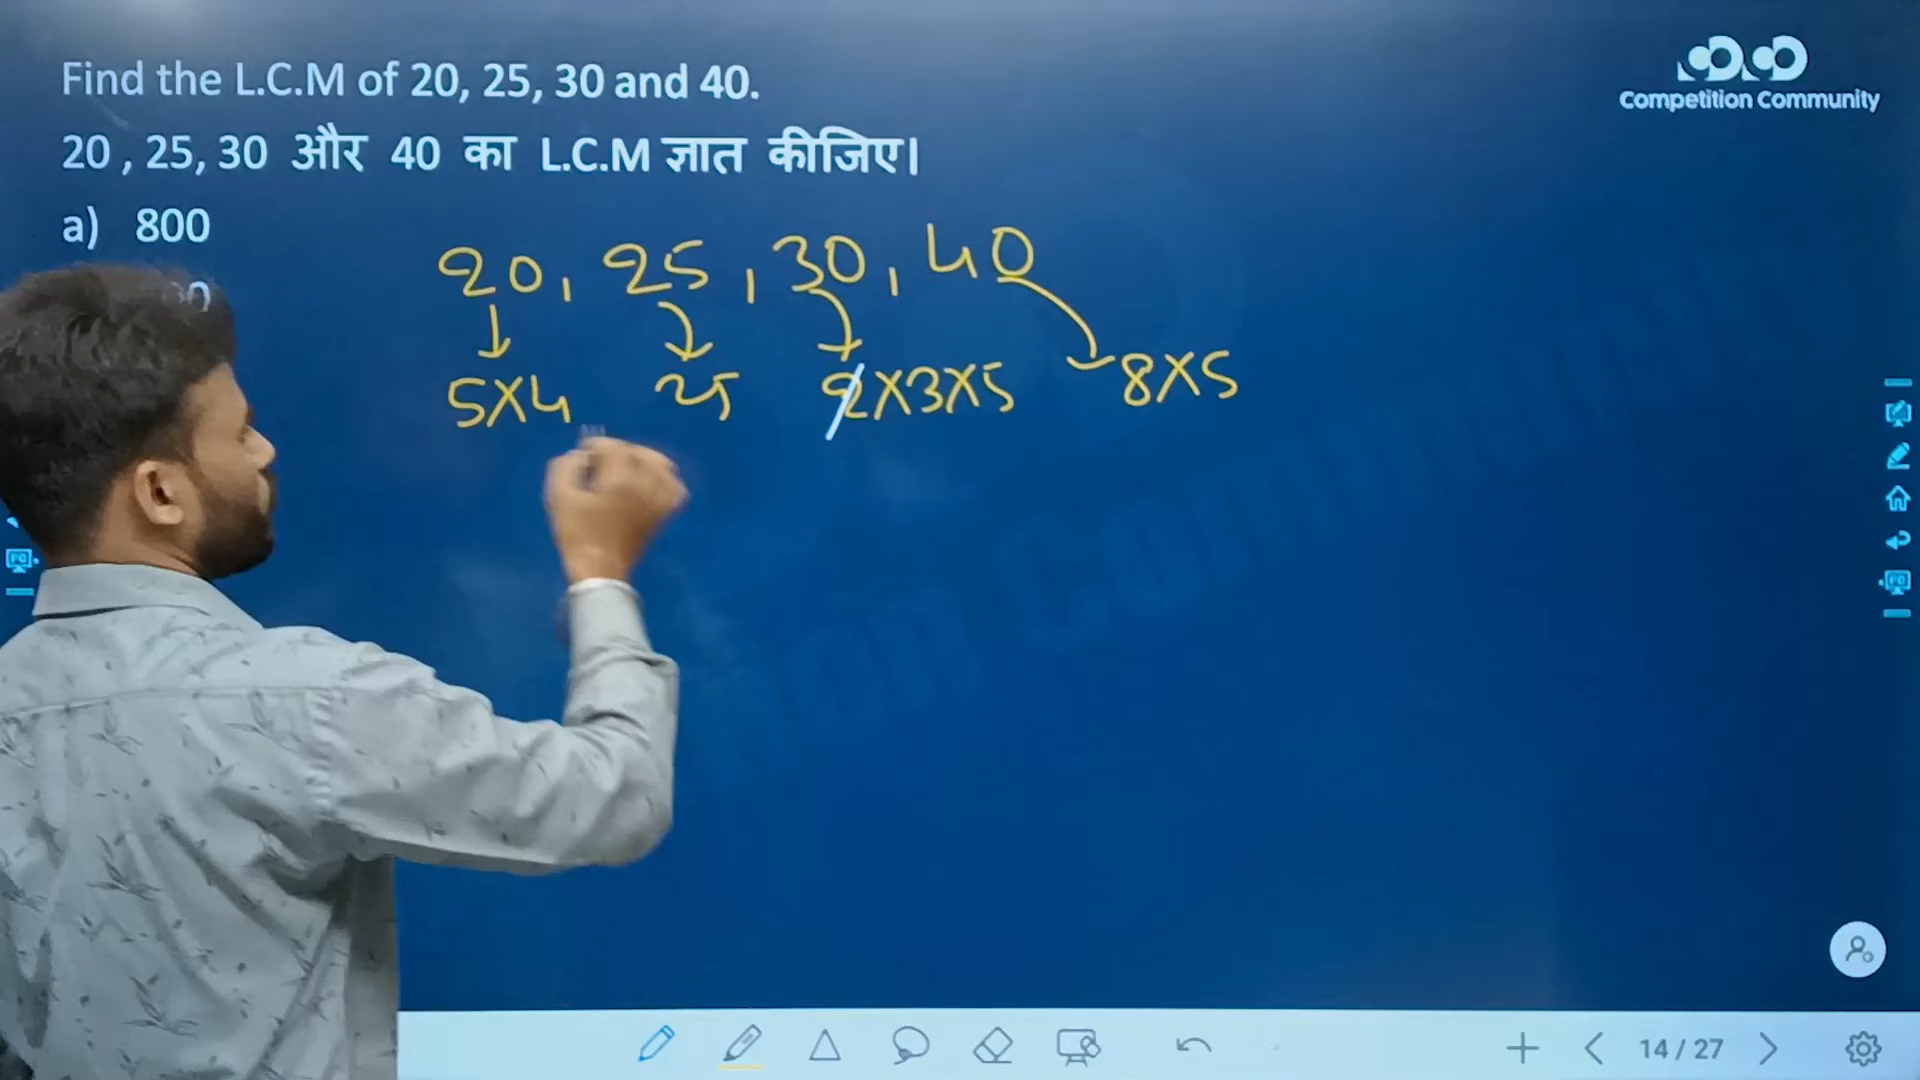 Find the L.C.M of 20, 25, 30 and 40.
20 , 25, 30 और 40 का L.C.M ज्ञात कीजिए।
a) 800
20, 25, 30, 40
5X4 25 2X3X5 8X5
Competition Community
14 / 27